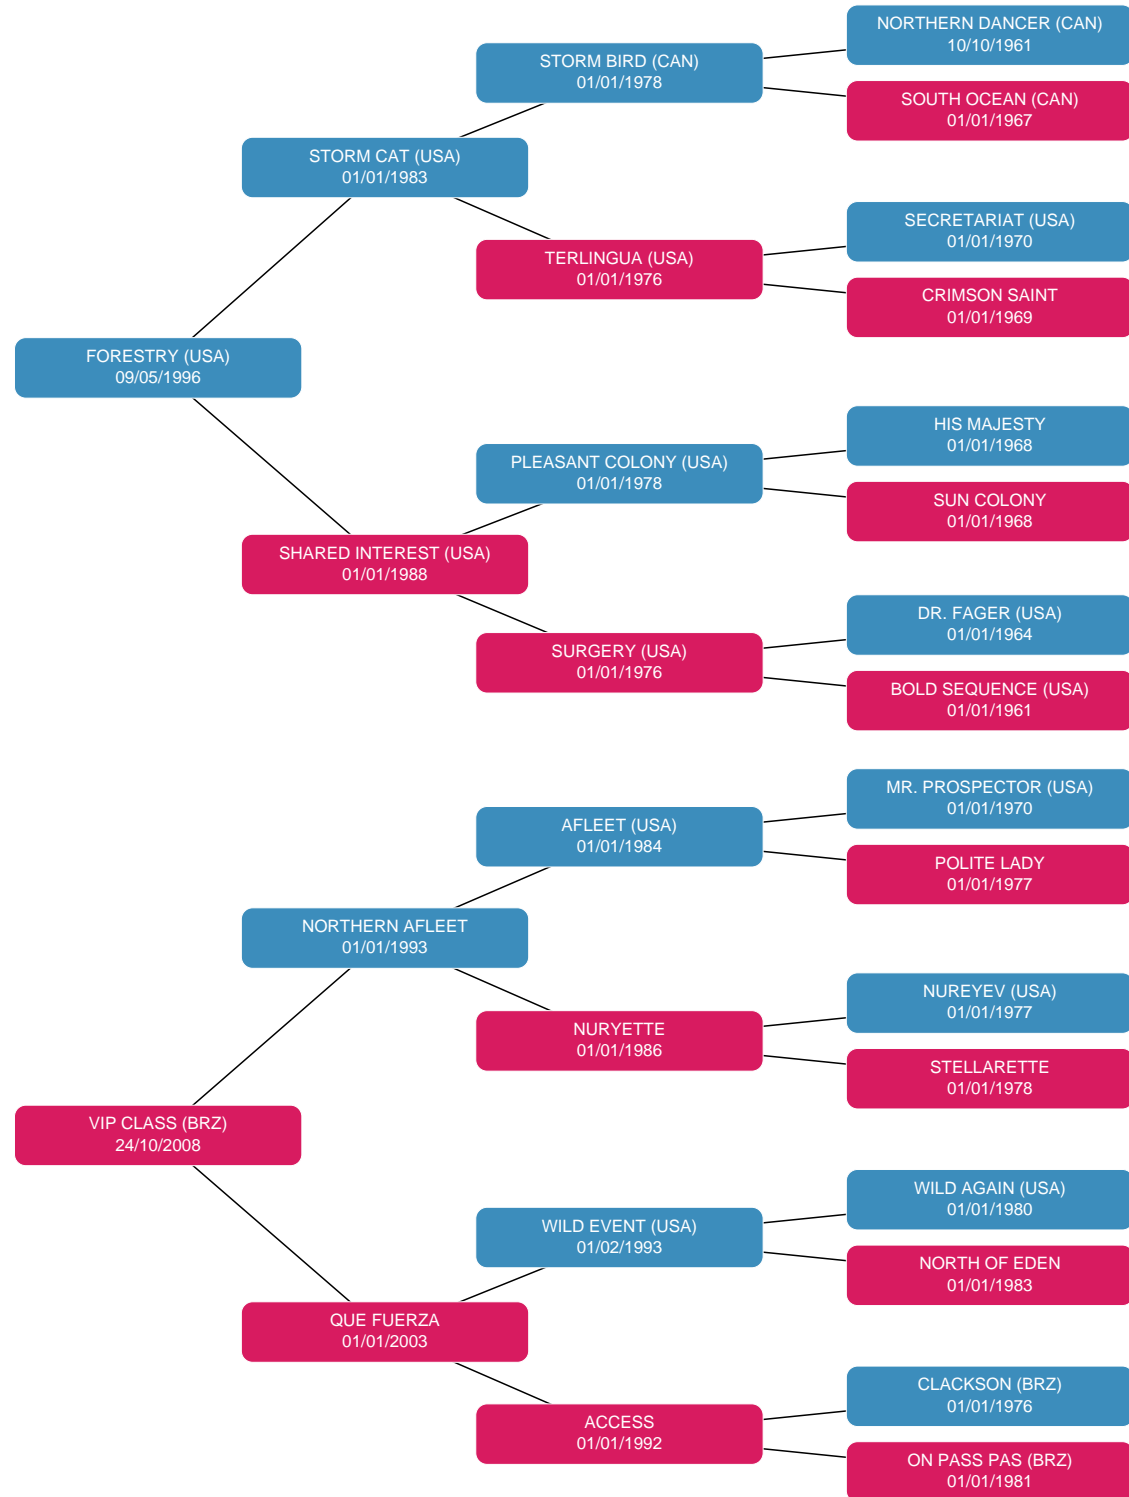 NORTHERN DANCER (CAN)
10/10/1961
STORM BIRD (CAN)
01/01/1978
SOUTH OCEAN (CAN)
01/01/1967
STORM CAT (USA)
01/01/1983
SECRETARIAT (USA)
01/01/1970
TERLINGUA (USA)
01/01/1976
CRIMSON SAINT
01/01/1969
FORESTRY (USA)
09/05/1996
HIS MAJESTY
01/01/1968
PLEASANT COLONY (USA)
01/01/1978
SUN COLONY
01/01/1968
SHARED INTEREST (USA)
01/01/1988
DR. FAGER (USA)
01/01/1964
SURGERY (USA)
01/01/1976
BOLD SEQUENCE (USA)
01/01/1961
MR. PROSPECTOR (USA)
01/01/1970
AFLEET (USA)
01/01/1984
POLITE LADY
01/01/1977
NORTHERN AFLEET
01/01/1993
NUREYEV (USA)
01/01/1977
NURYETTE
01/01/1986
STELLARETTE
01/01/1978
VIP CLASS (BRZ)
24/10/2008
WILD AGAIN (USA)
01/01/1980
WILD EVENT (USA)
01/02/1993
NORTH OF EDEN
01/01/1983
QUE FUERZA
01/01/2003
CLACKSON (BRZ)
01/01/1976
ACCESS
01/01/1992
ON PASS PAS (BRZ)
01/01/1981